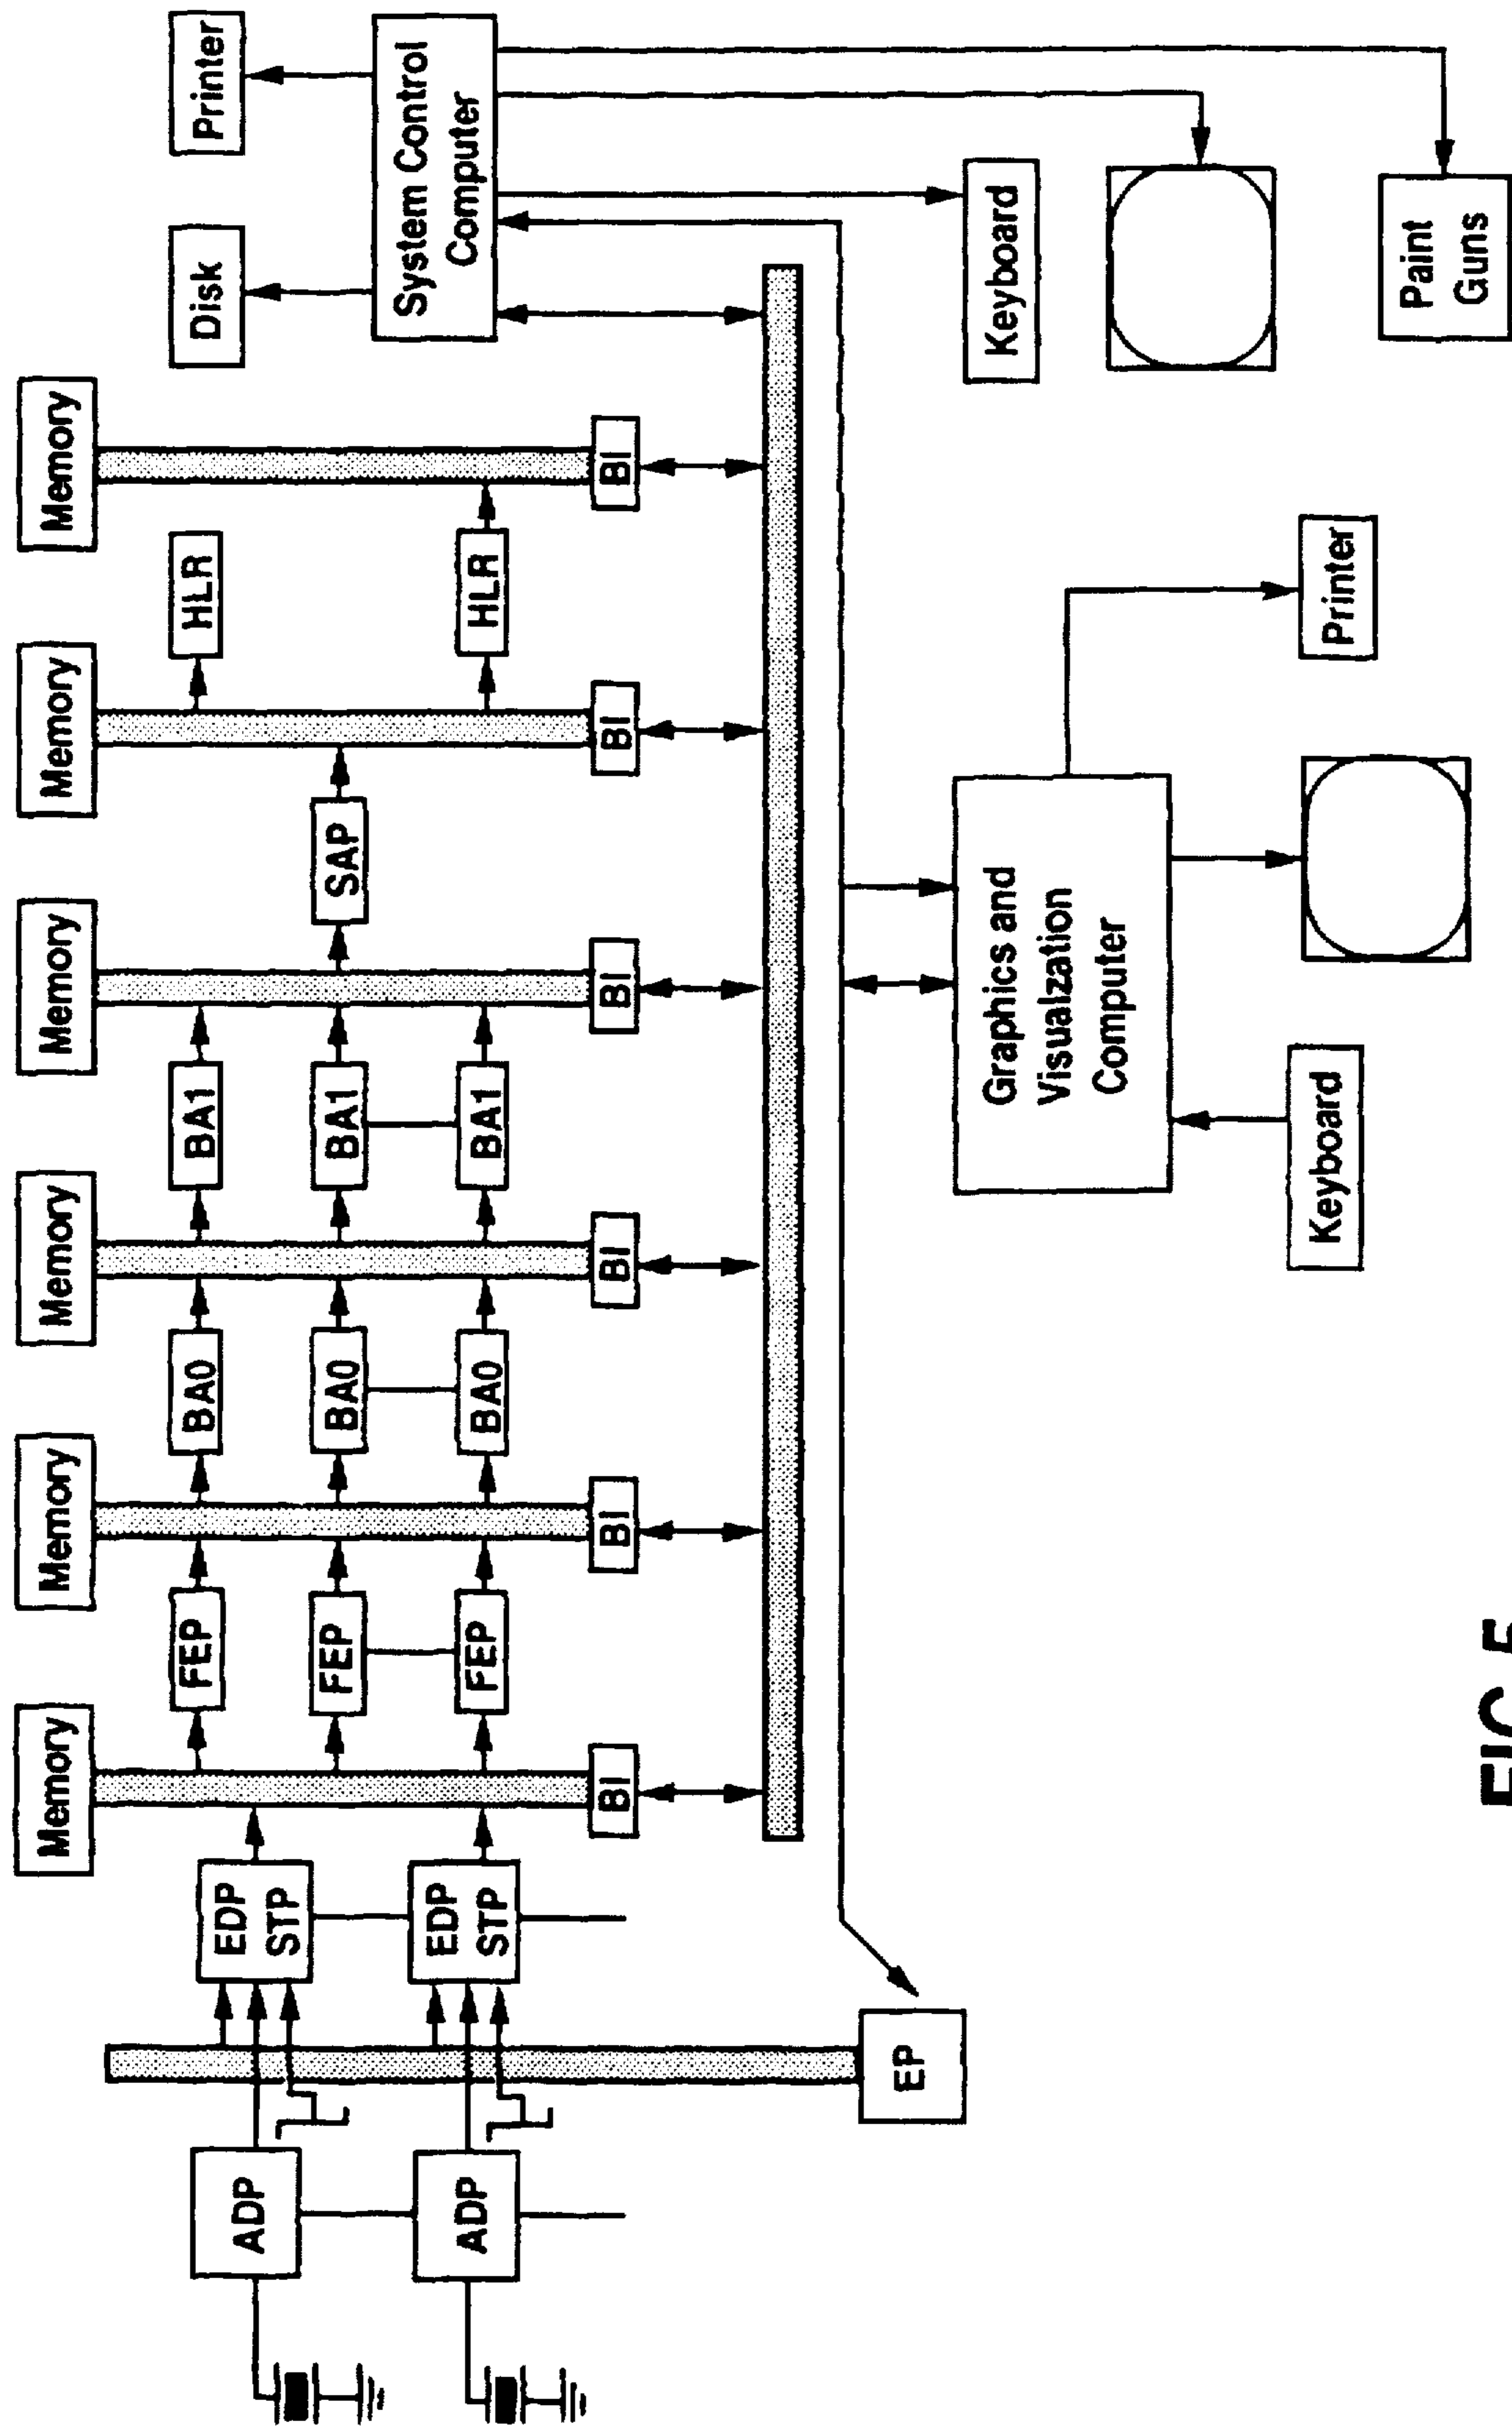 Memory
Memory
Memory
Memory
Memory
Memory
ADP
EDP
STP
FEP
BA0
BA1
HLR
Disk
Printer
FEP
BA0
BA1
SAP
System Control
Computer
ADP
EDP
STP
FEP
BA0
BA1
HLR
BI
BI
BI
BI
BI
BI
EP
Keyboard
Graphics and
Visualzation
Computer
Keyboard
Printer
Paint
Guns